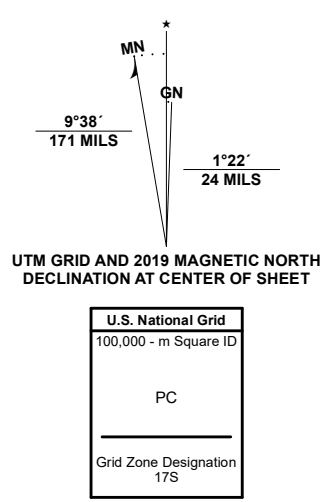 MN
GN
9°38´
171 MILS
1°22´
24 MILS
UTM GRID AND 2019 MAGNETIC NORTH
DECLINATION AT CENTER OF SHEET
U.S. National Grid
100,000 - m Square ID
PC
Grid Zone Designation
17S